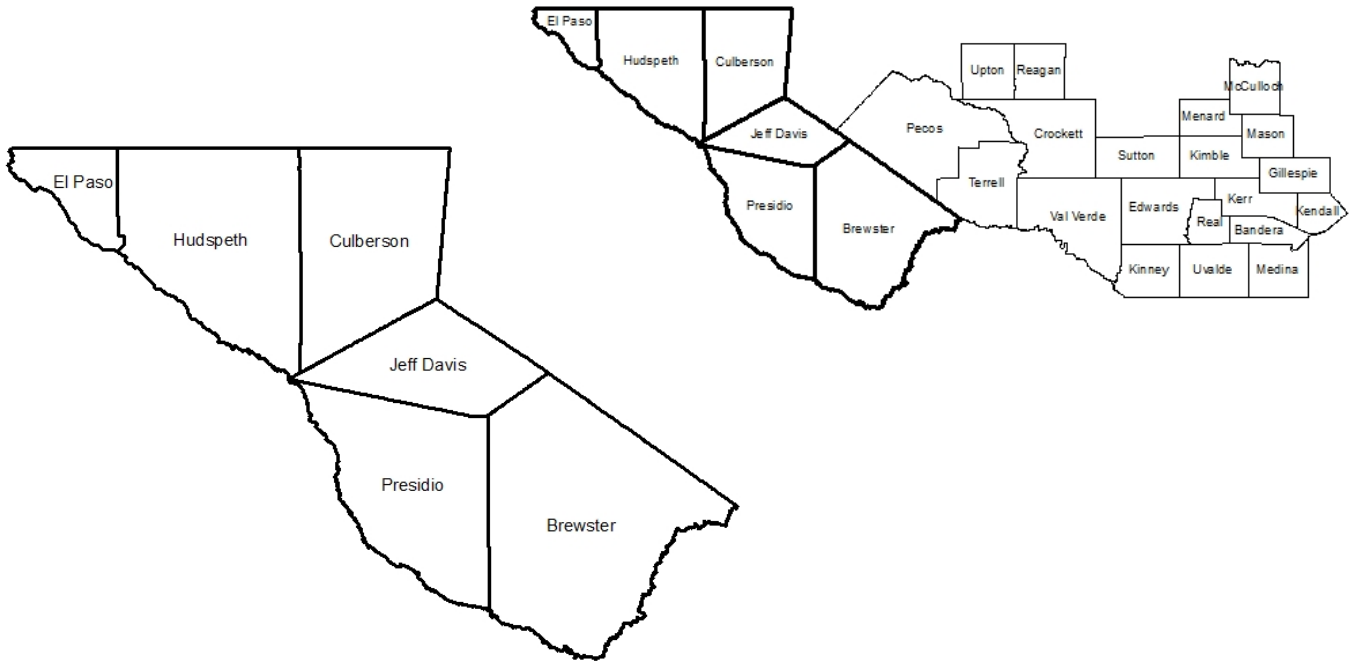 El Paso
Hudspeth
Culberson
Jeff Davis
Presidio
Brewster
El Paso
Hudspeth
Culberson
Jeff Davis
Presidio
Brewster
Pecos
Terrell
Upton
Reagan
Crockett
Val Verde
Sutton
Edwards
Kinney
McCulloch
Menard
Mason
Kimble
Gillespie
Kerr
Kendall
Real
Bandera
Uvalde
Medina